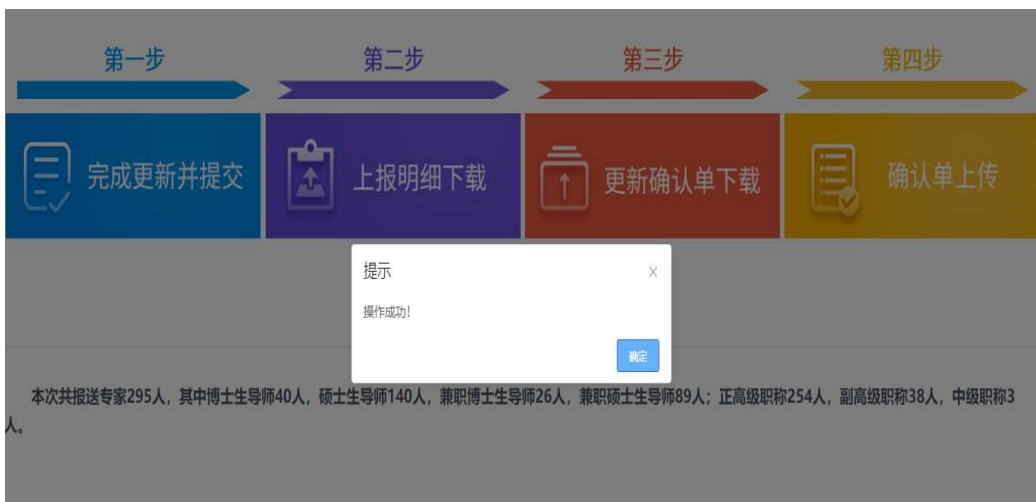 第一步 第二步 第三步 第四步
完成更新并提交 上报明细下载 更新确认单下载 确认单上传
提示 X
操作成功！
确定
本次共报送专家295人，其中博士生导师40人，硕士生导师140人，兼职博士生导师26人，兼职硕士生导师89人；正高级职称254人，副高级职称38人，中级职称3
人。